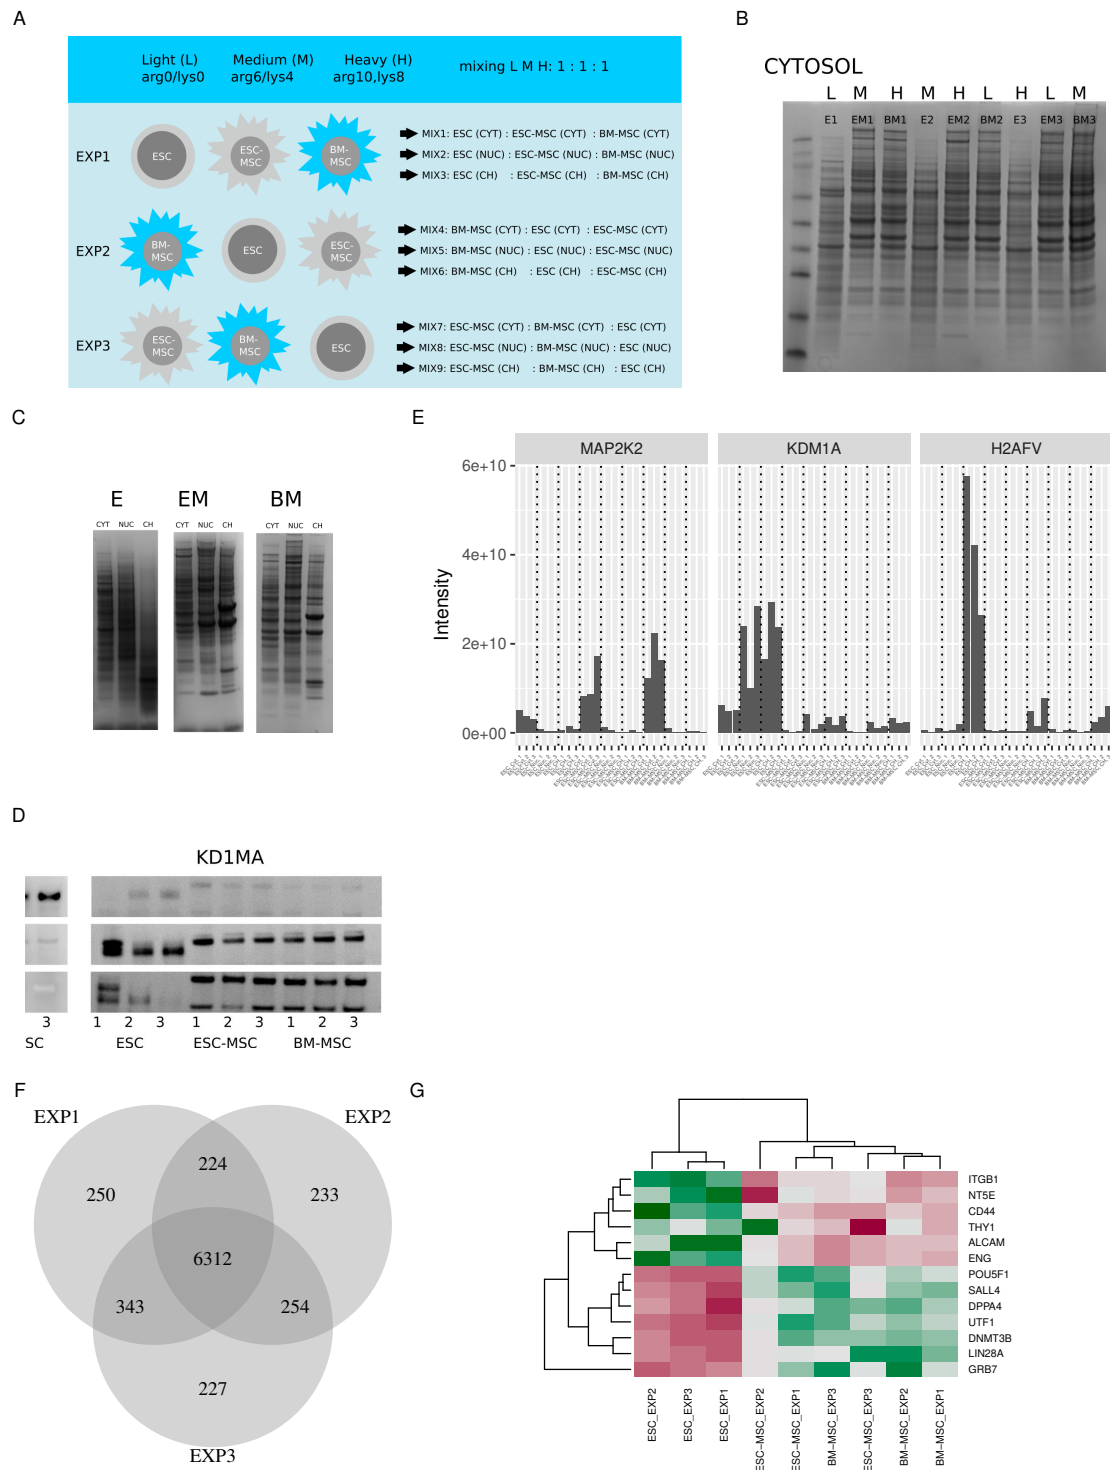 A
Light (L)
arg0/lys0
Medium (M)
arg6/lys4
Heavy (H)
arg10,lys8
mixing L M H: 1 : 1 : 1
EXP1
ESC
ESC-
MSC
BM-
MSC
MIX1: ESC (CYT) : ESC-MSC (CYT) : BM-MSC (CYT)
MIX2: ESC (NUC) : ESC-MSC (NUC) : BM-MSC (NUC)
MIX3: ESC (CH) : ESC-MSC (CH) : BM-MSC (CH)
EXP2
BM-
MSC
ESC
ESC-
MSC
MIX4: BM-MSC (CYT) : ESC (CYT) : ESC-MSC (CYT)
MIX5: BM-MSC (NUC) : ESC (NUC) : ESC-MSC (NUC)
MIX6: BM-MSC (CH) : ESC (CH) : ESC-MSC (CH)
EXP3
ESC-
MSC
BM-
MSC
ESC
MIX7: ESC-MSC (CYT) : BM-MSC (CYT) : ESC (CYT)
MIX8: ESC-MSC (NUC) : BM-MSC (NUC) : ESC (NUC)
MIX9: ESC-MSC (CH) : BM-MSC (CH) : ESC (CH)
B
CYTOSOL
L M H M H L H L M
E1 EM1 BM1 E2 EM2 BM2 E3 EM3 BM3
C
E EM BM
CYT NUC CH CYT NUC CH CYT NUC CH
E
MAP2K2 KDM1A H2AFV
Intensity
6e+10
4e+10
2e+10
0e+00
D
KD1MA
3 1 2 3 1 2 3 1 2 3
SC ESC ESC-MSC BM-MSC
F
EXP1
EXP2
224
250
233
6312
343
254
227
EXP3
G
ITGB1
NT5E
CD44
THY1
ALCAM
ENG
POU5F1
SALL4
DPPA4
UTF1
DNMT3B
LIN28A
GRB7
ESC_EXP2
ESC_EXP3
ESC_EXP1
ESC-MSC_EXP2
ESC-MSC_EXP1
BM-MSC_EXP3
ESC-MSC_EXP3
BM-MSC_EXP2
BM-MSC_EXP1